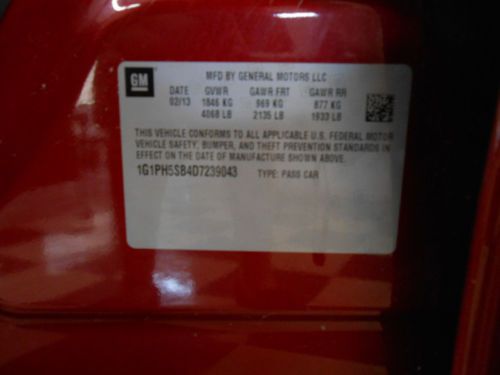 GM
MFD BY GENERAL MOTORS LLC
DATE GVWR GAWR FRT GAWR RR
02/13 1846 KG 969 KG 877 KG
4068 LB 2135 LB 1933 LB
THIS VEHICLE CONFORMS TO ALL APPLICABLE U.S. FEDERAL MOTOR
VEHICLE SAFETY, BUMPER, AND THEFT PREVENTION STANDARDS IN
EFFECT ON THE DATE OF MANUFACTURE SHOWN ABOVE.
1G1PH5SB4D7239043 TYPE: PASS CAR